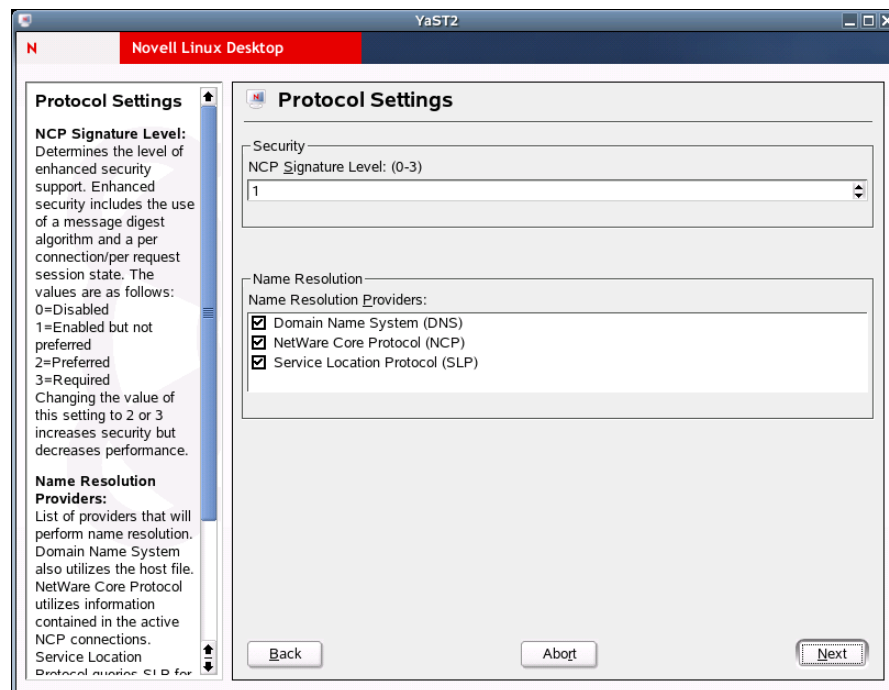 YaST2
N
Novell Linux Desktop
Protocol Settings
NCP Signature Level:
Determines the level of
enhanced security
support. Enhanced
security includes the use
of a message digest
algorithm and a per
connection/per request
session state. The
values are as follows:
0=Disabled
1=Enabled but not
preferred
2=Preferred
3=Required
Changing the value of
this setting to 2 or 3
increases security but
decreases performance.
Name Resolution
Providers:
List of providers that will
perform name resolution.
Domain Name System
also utilizes the host file.
NetWare Core Protocol
utilizes information
contained in the active
NCP connections.
Service Location
Protocol queries SLP for
Protocol Settings
Security
NCP Signature Level: (0-3)
1
Name Resolution
Name Resolution Providers:
Domain Name System (DNS)
NetWare Core Protocol (NCP)
Service Location Protocol (SLP)
Back
Abort
Next